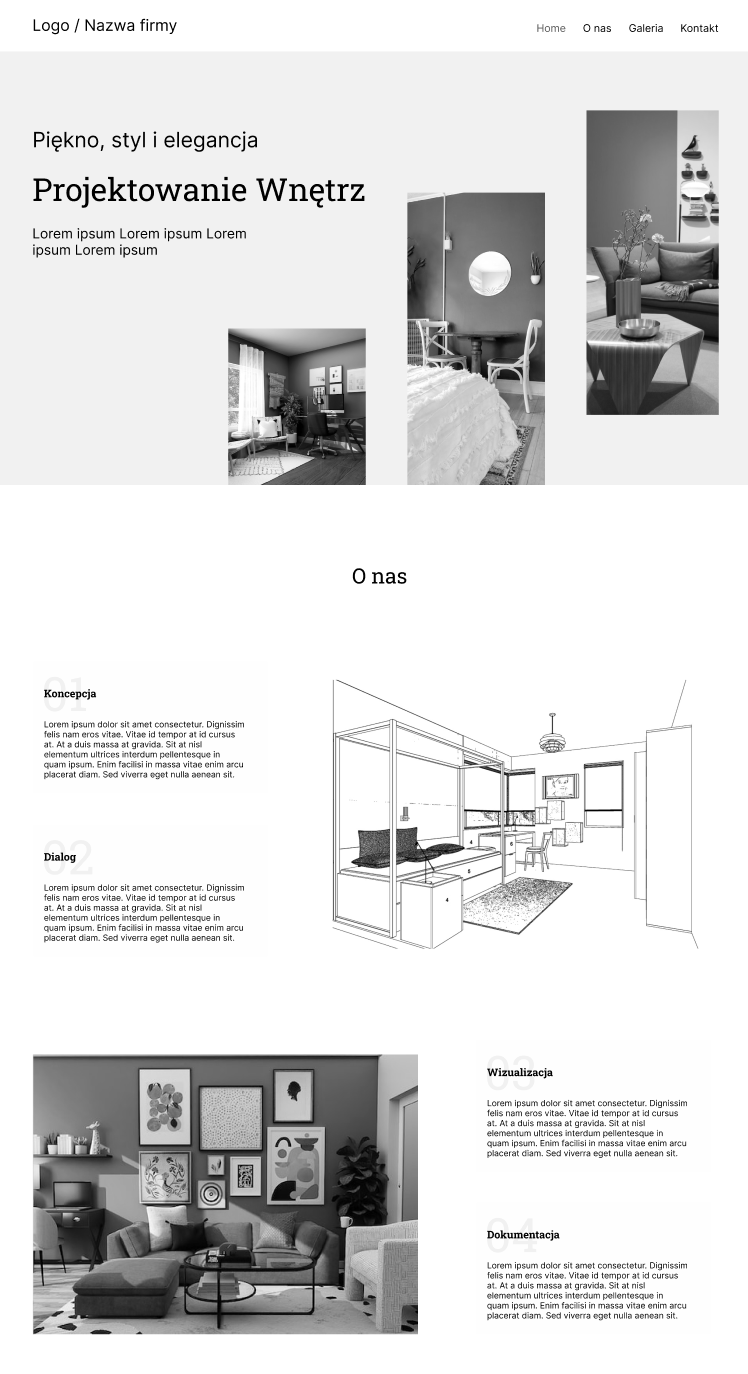 Logo / Nazwa firmy
Home O nas Galeria Kontakt
Piękno, styl i elegancja
Projektowanie Wnętrz
Lorem ipsum Lorem ipsum Lorem
ipsum Lorem ipsum
O nas
01
Koncepcja
Lorem ipsum dolor sit amet consectetur. Dignissim
felis nam eros vitae. Vitae id tempor at id cursus
at. At a duis massa at gravida. Sit at nisl
elementum ultrices interdum pellentesque in
quam ipsum. Enim facilisi in massa vitae enim arcu
placerat diam. Sed viverra eget nulla aenean sit.
02
Dialog
Lorem ipsum dolor sit amet consectetur. Dignissim
felis nam eros vitae. Vitae id tempor at id cursus
at. At a duis massa at gravida. Sit at nisl
elementum ultrices interdum pellentesque in
quam ipsum. Enim facilisi in massa vitae enim arcu
placerat diam. Sed viverra eget nulla aenean sit.
4
6
5
4
03
Wizualizacja
Lorem ipsum dolor sit amet consectetur. Dignissim
felis nam eros vitae. Vitae id tempor at id cursus
at. At a duis massa at gravida. Sit at nisl
elementum ultrices interdum pellentesque in
quam ipsum. Enim facilisi in massa vitae enim arcu
placerat diam. Sed viverra eget nulla aenean sit.
04
Dokumentacja
Lorem ipsum dolor sit amet consectetur. Dignissim
felis nam eros vitae. Vitae id tempor at id cursus
at. At a duis massa at gravida. Sit at nisl
elementum ultrices interdum pellentesque in
quam ipsum. Enim facilisi in massa vitae enim arcu
placerat diam. Sed viverra eget nulla aenean sit.